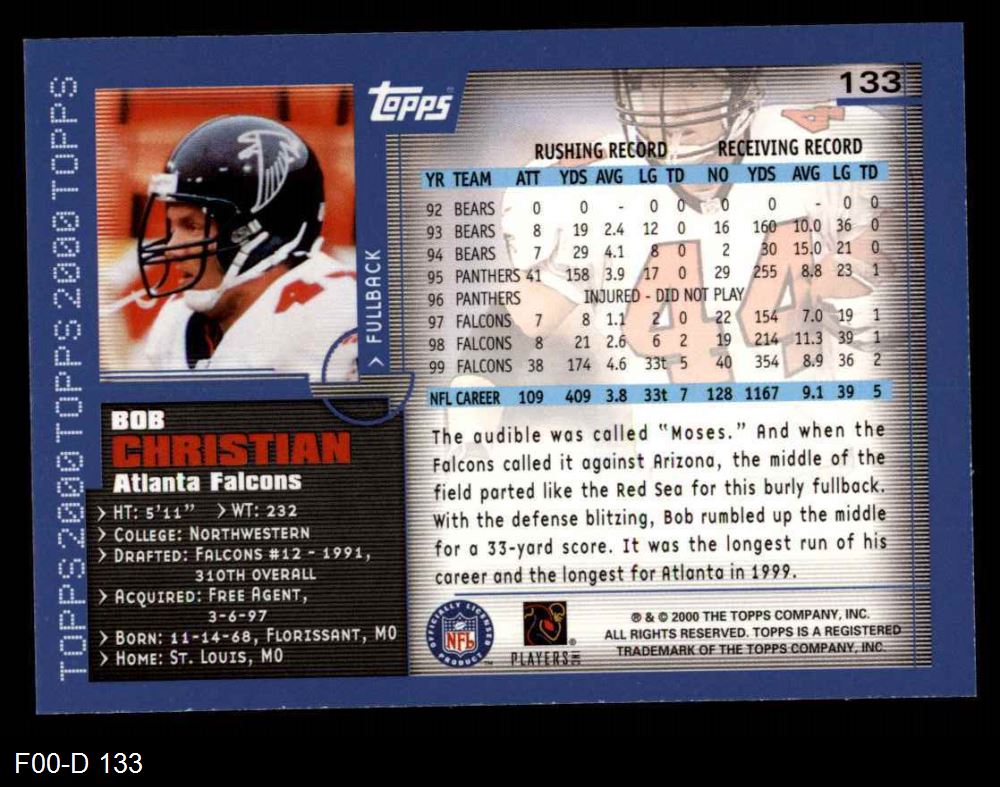 TOPPS2000TOPPS2000TOPPS2000TOPPS
TOPPS
133
FULLBACK
44
RUSHING RECORD RECEIVING RECORD
YR TEAM ATT YDS AVG LG TD NO YDS AVG LG TD
92 BEARS 0 0 - 0 0 0 0 - 0 0
93 BEARS 8 19 2.4 12 0 16 160 10.0 36 0
94 BEARS 7 29 4.1 8 0 2 30 15.0 21 0
95 PANTHERS 41 158 3.9 17 0 29 255 8.8 23 1
96 PANTHERS INJURED - DID NOT PLAY
97 FALCONS 7 8 1.1 2 0 22 154 7.0 19 1
98 FALCONS 8 21 2.6 6 2 19 214 11.3 39 1
99 FALCONS 38 174 4.6 33t 5 40 354 8.9 36 2
NFL CAREER 109 409 3.8 33t 7 128 1167 9.1 39 5
BOB
CHRISTIAN
Atlanta Falcons
> HT: 5'11" > WT: 232
> COLLEGE: NORTHWESTERN
> DRAFTED: FALCONS #12 - 1991,
310TH OVERALL
> ACQUIRED: FREE AGENT,
3-6-97
> BORN: 11-14-68, FLORISSANT, MO
> HOME: ST. LOUIS, MO
The audible was called "Moses." And when the
Falcons called it against Arizona, the middle of the
field parted like the Red Sea for this burly fullback.
With the defense blitzing, Bob rumbled up the middle
for a 33-yard score. It was the longest run of his
career and the longest for Atlanta in 1999.
OFFICIALLY LICENSED
NFL
PRODUCT
PLAYERS INC
® & © 2000 THE TOPPS COMPANY, INC.
ALL RIGHTS RESERVED. TOPPS IS A REGISTERED
TRADEMARK OF THE TOPPS COMPANY, INC.
F00-D 133